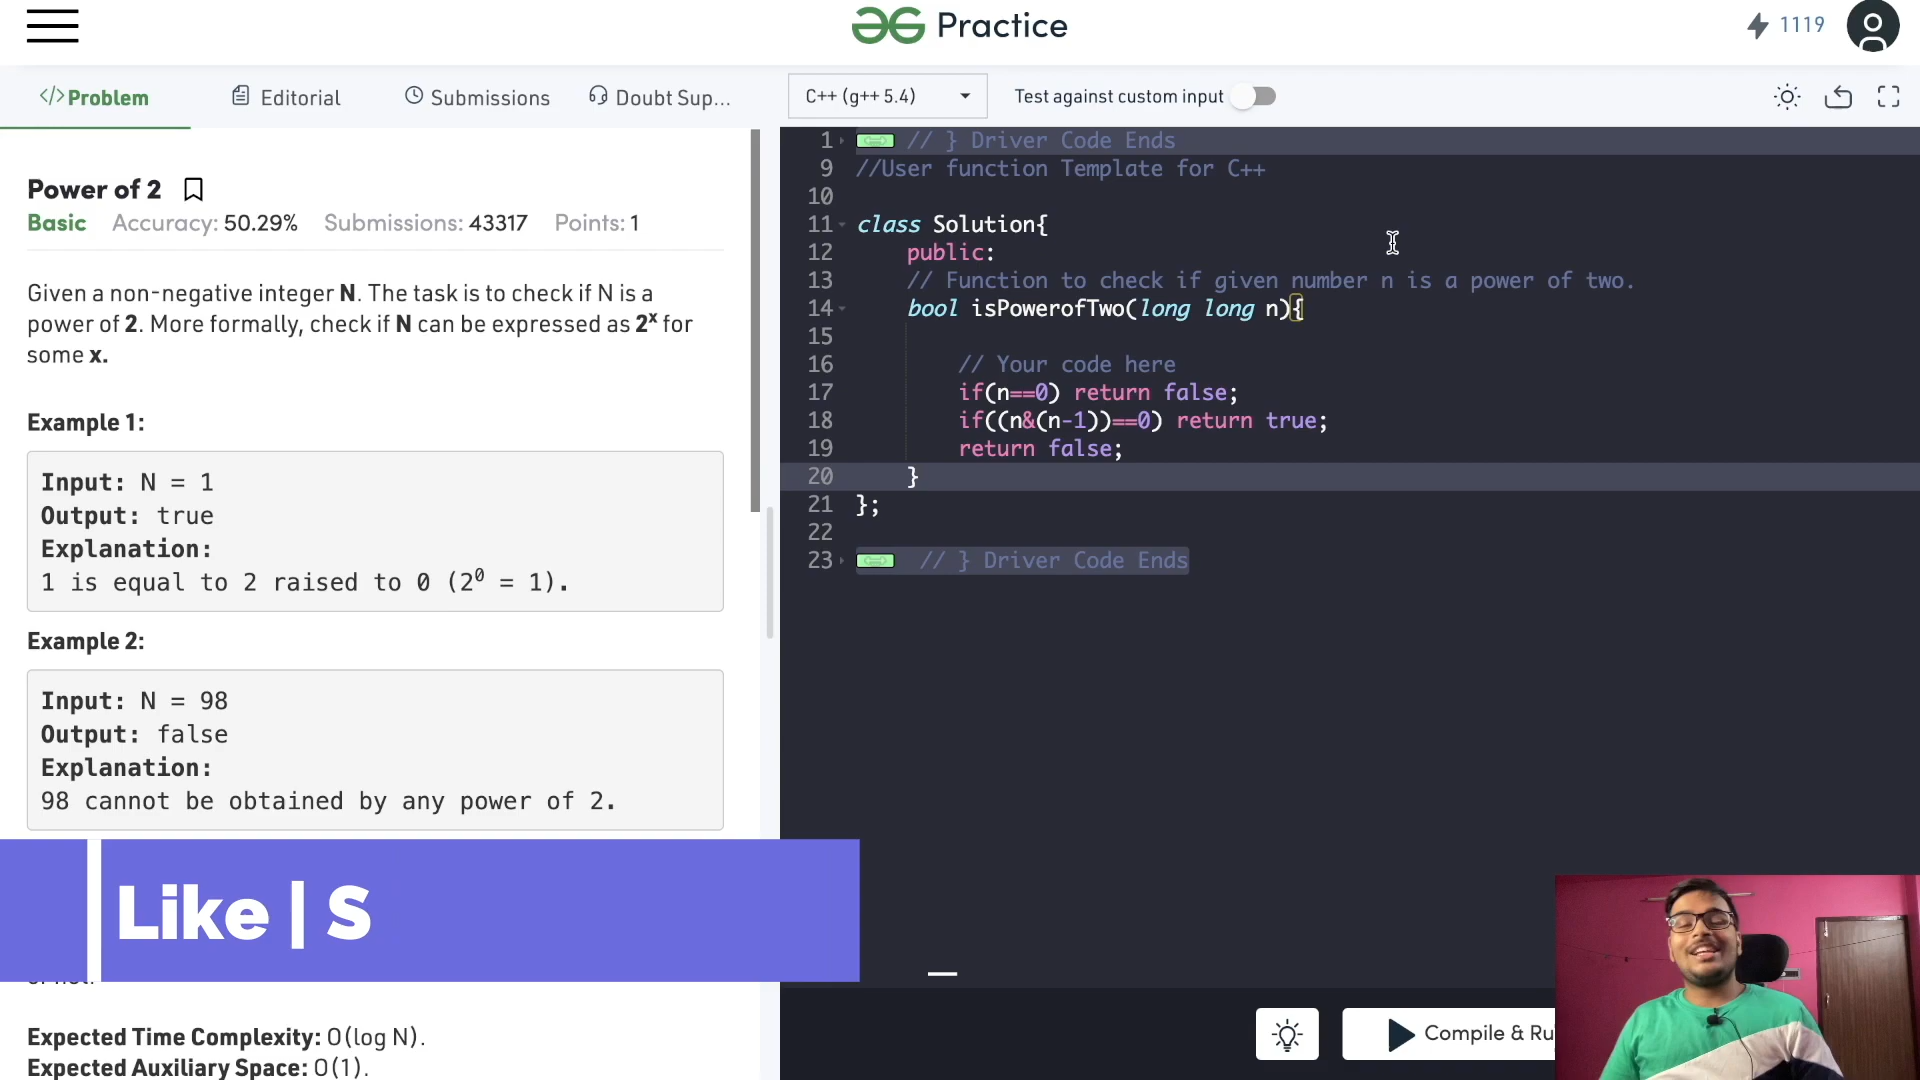 Practice
1119
Problem
Editorial
Submissions
Doubt Sup...
C++ (g++ 5.4)
Test against custom input
Power of 2
Basic Accuracy: 50.29% Submissions: 43317 Points: 1
Given a non-negative integer N. The task is to check if N is a
power of 2. More formally, check if N can be expressed as 2ˣ for
some x.
Example 1:
Input: N = 1
Output: true
Explanation:
1 is equal to 2 raised to 0 (2⁰ = 1).
Example 2:
Input: N = 98
Output: false
Explanation:
98 cannot be obtained by any power of 2.
Like | S
Expected Time Complexity: O(log N).
Expected Auxiliary Space: O(1).
1 // } Driver Code Ends
9 //User function Template for C++
10
11 class Solution{
12 public:
13 // Function to check if given number n is a power of two.
14 bool isPowerofTwo(long long n){
15
16 // Your code here
17 if(n==0) return false;
18 if((n&(n-1))==0) return true;
19 return false;
20 }
21 };
22
23 // } Driver Code Ends
Compile & Ru